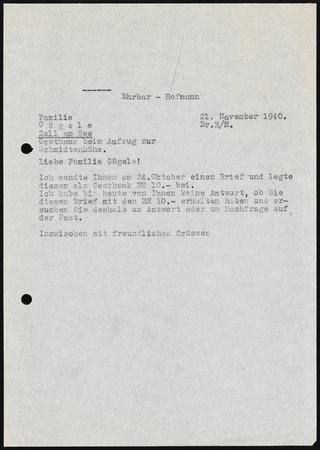 Ehrbar - Hofmann
Familie
21. November 1940.
G ö g e l e
Dr.R/M.
Zell am See
Gasthaus beim Aufzug zur
Schmidtenhöhe.
Liebe Familie Gögele!
Ich sandte Ihnen am 24.Oktober einen Brief und legte
diesem als Geschenk RM 10.- bei.
Ich habe bis heute von Ihnen keine Antwort, ob Sie
diesen Brief mit den RM 10.- erhalten haben und er-
suchen Sie deshalb um Antwort oder um Nachfrage auf
der Post.
Inzwischen mit freundlichen Grüssen